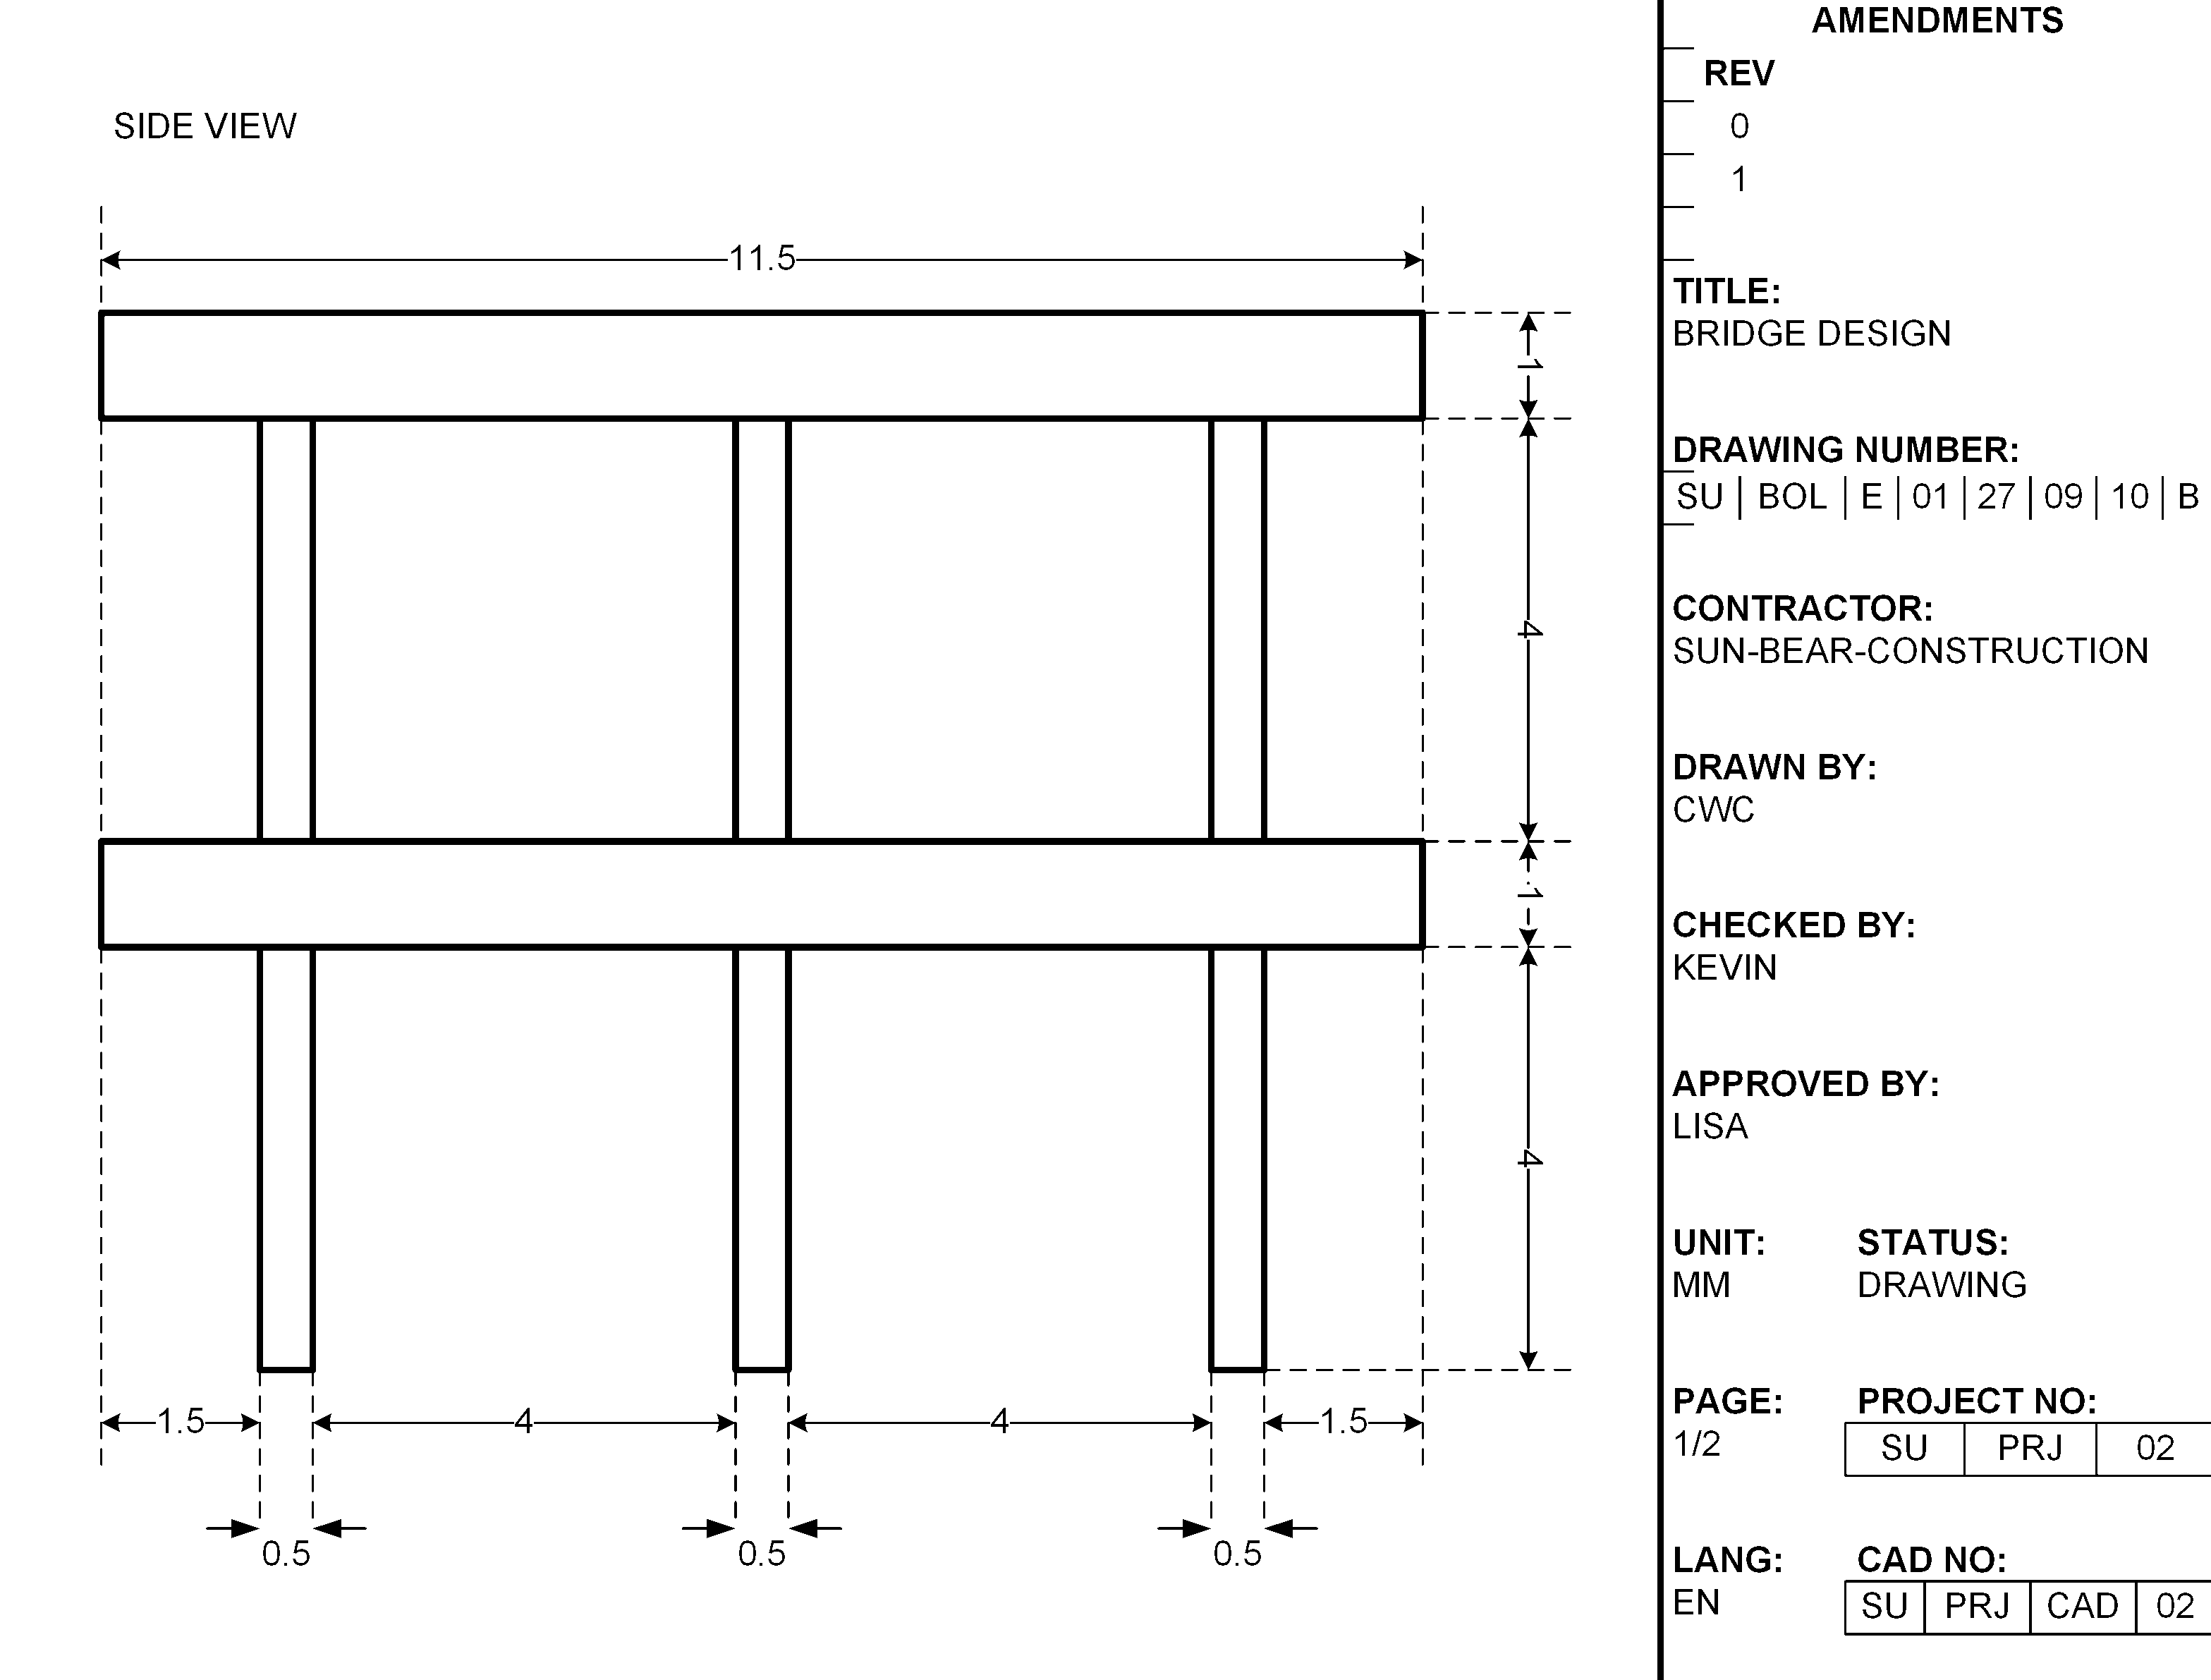 AMENDMENTS
REV
0
1
SIDE VIEW
11.5
1
4
1
4
1.5 4 4 1.5
0.5 0.5 0.5
TITLE:
BRIDGE DESIGN
DRAWING NUMBER:
SU BOL E 01 27 09 10 B
CONTRACTOR:
SUN-BEAR-CONSTRUCTION
DRAWN BY:
CWC
CHECKED BY:
KEVIN
APPROVED BY:
LISA
UNIT: STATUS:
MM DRAWING
PAGE: PROJECT NO:
1/2 SU PRJ 02
LANG: CAD NO:
EN SU PRJ CAD 02